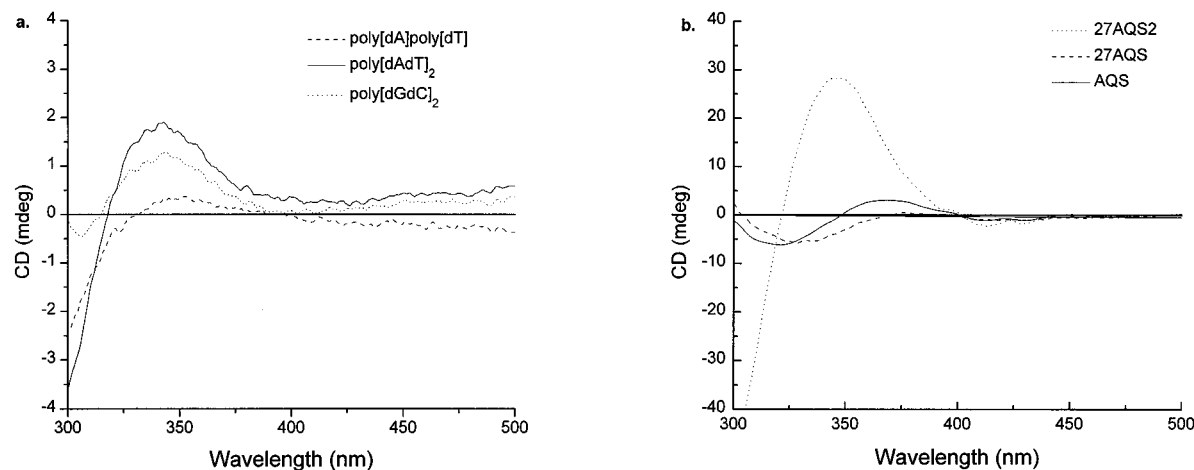 a.
poly[dA]poly[dT]
poly[dAdT]2
poly[dGdC]2
4
3
2
1
0
-1
-2
-3
-4
CD (mdeg)
300
350
400
450
500
Wavelength (nm)
b.
27AQS2
27AQS
AQS
40
30
20
10
0
-10
-20
-30
-40
CD (mdeg)
300
350
400
450
500
Wavelength (nm)